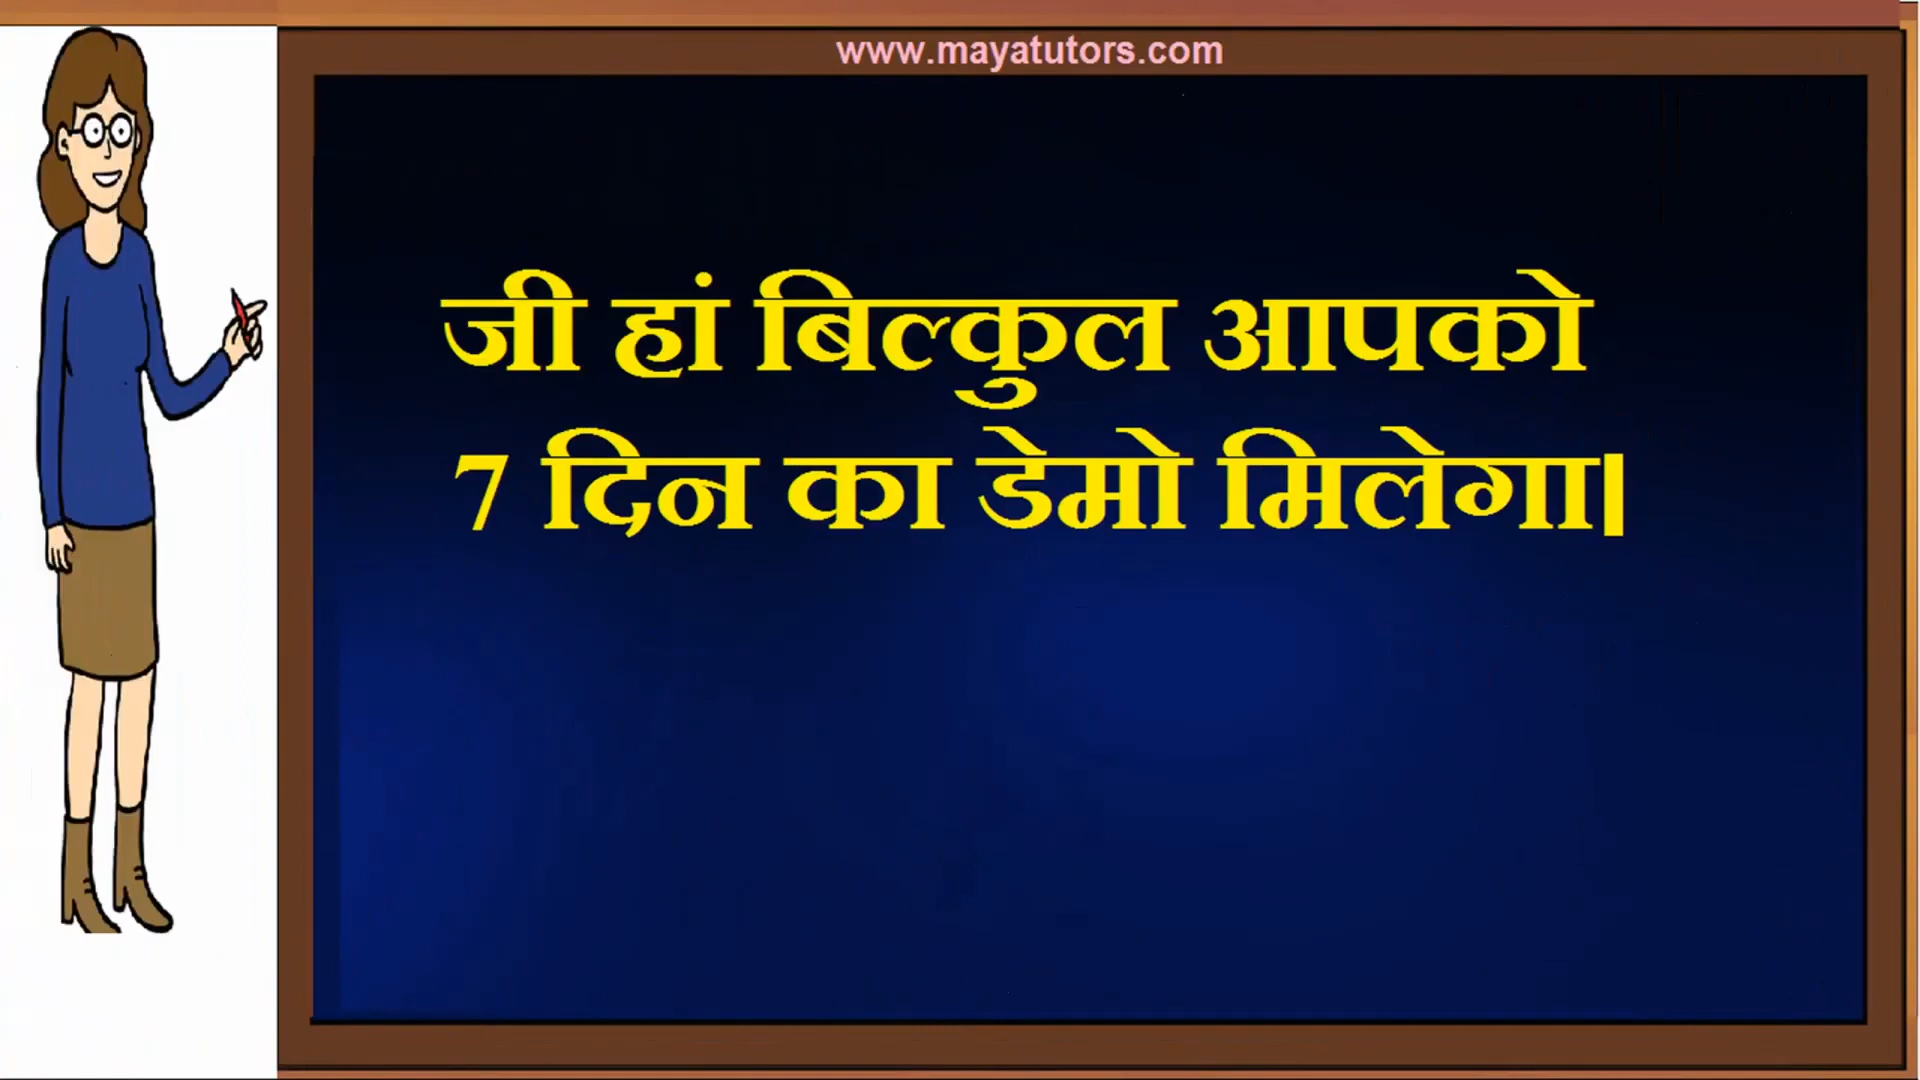 www.mayatutors.com
जी हां बिल्कुल आपको
7 दिन का डेमो मिलेगा।